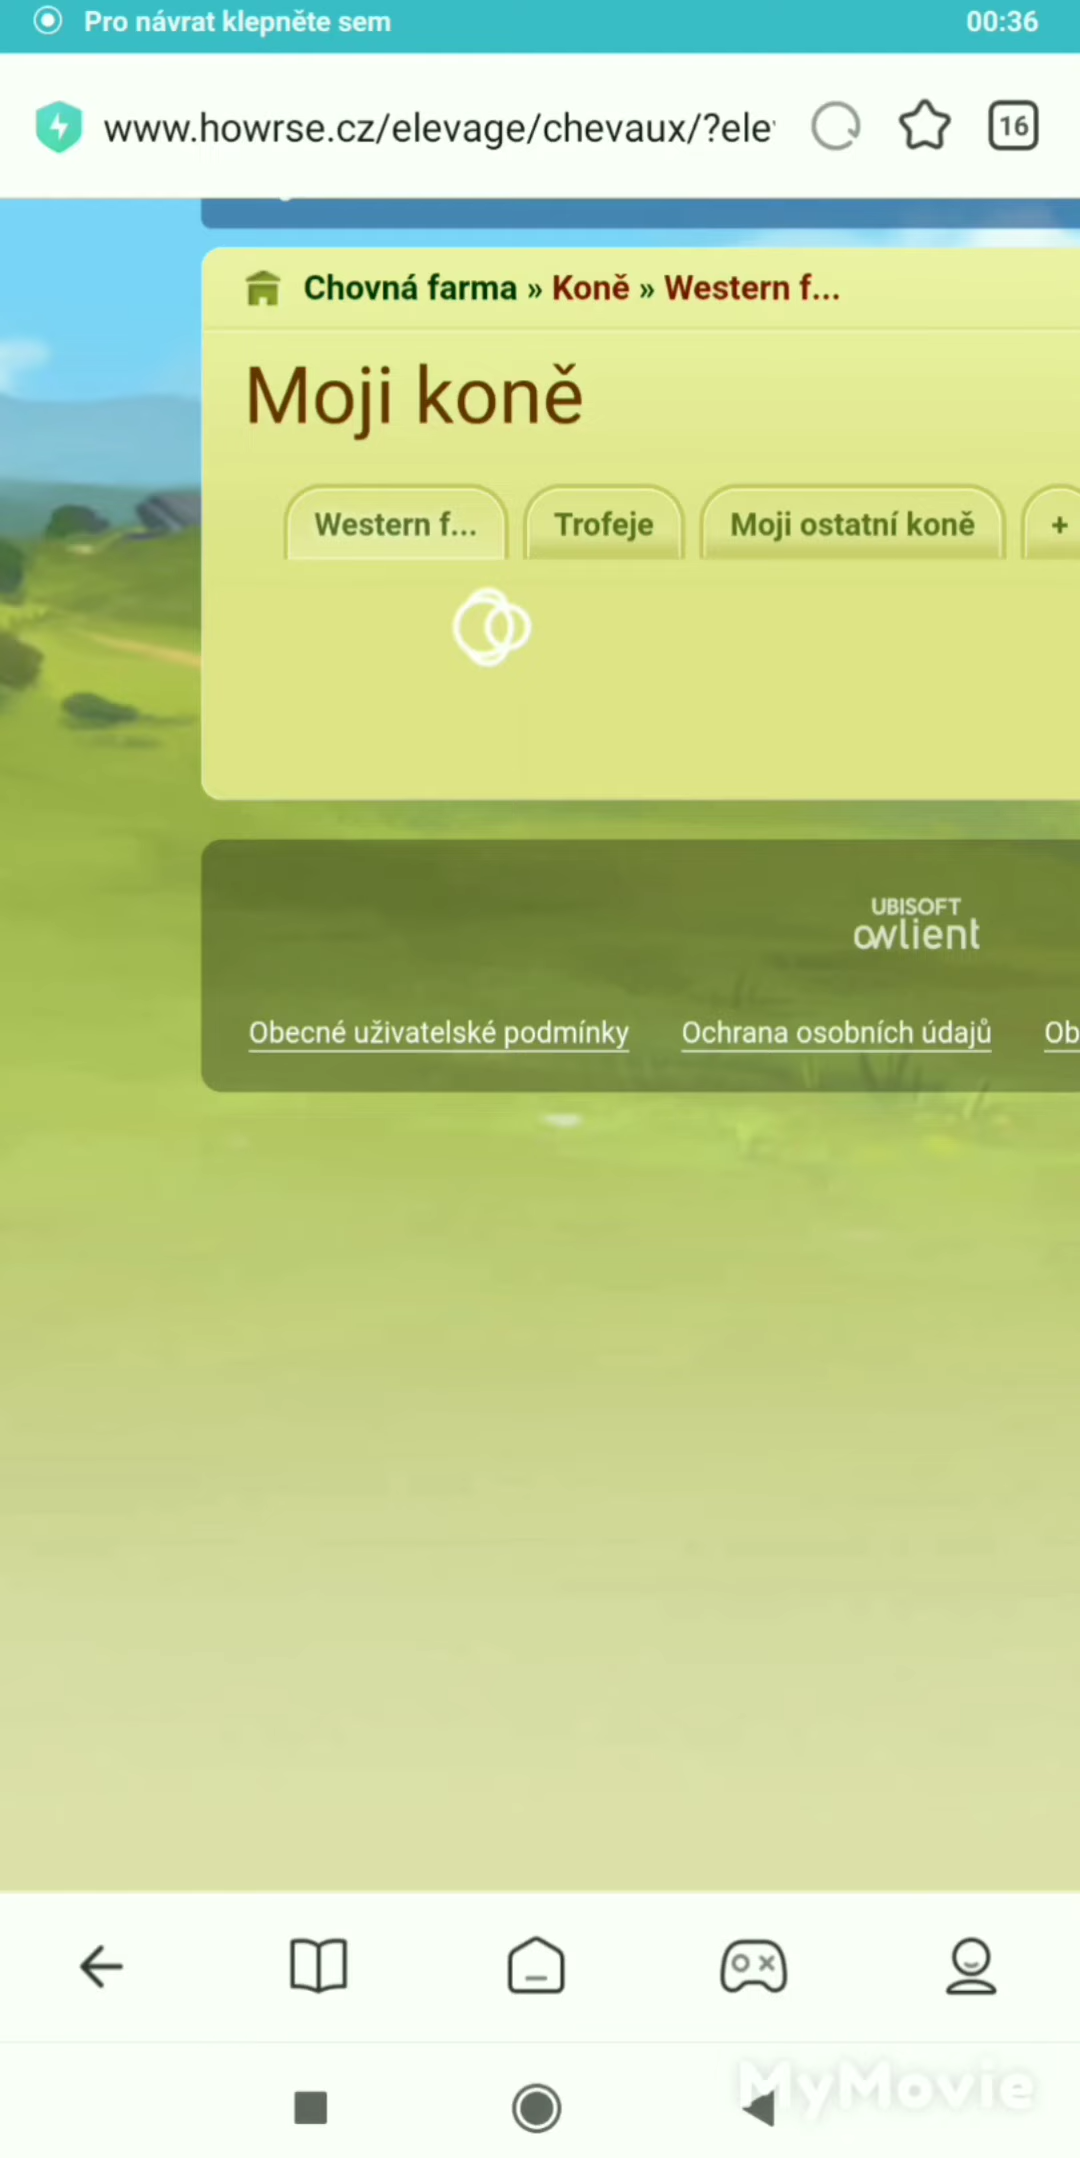 Pro návrat klepněte sem 00:36
www.howrse.cz/elevage/chevaux/?ele 16
Chovná farma » Koně » Western f...
Moji koně
Western f... Trofeje Moji ostatní koně +
UBISOFT
owlient
Obecné uživatelské podmínky Ochrana osobních údajů Ob
MyMovie